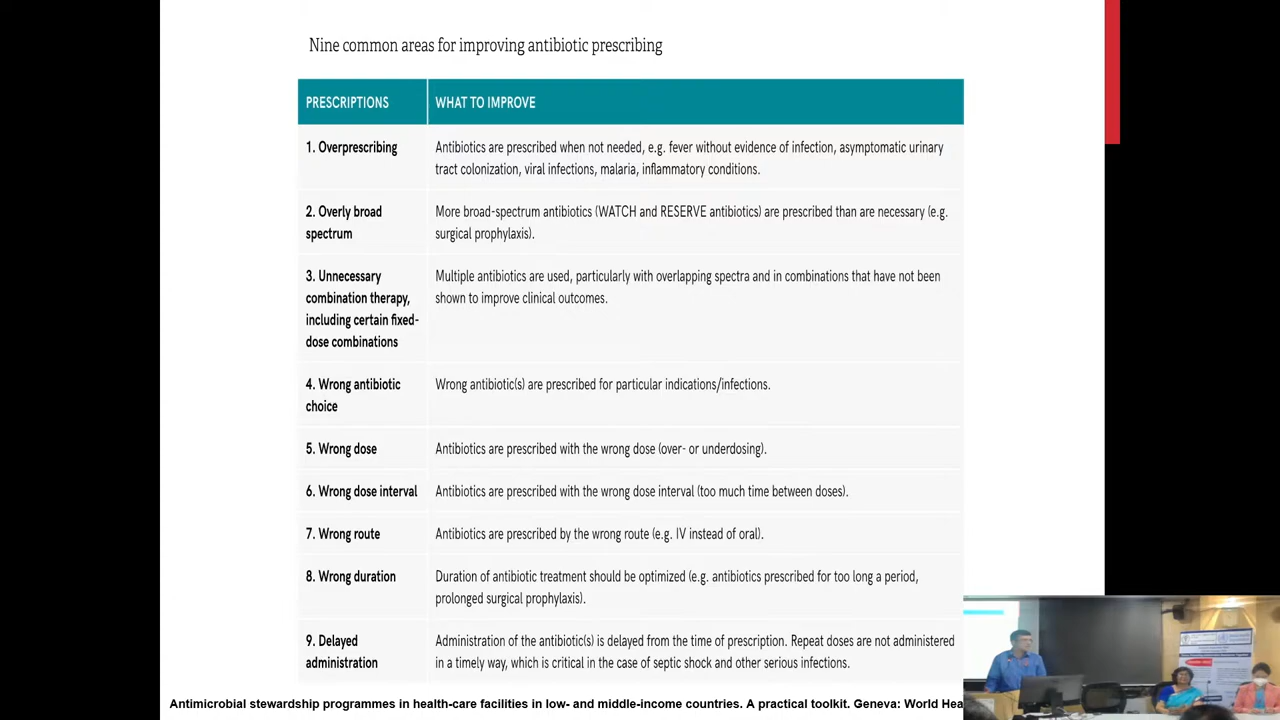 Nine common areas for improving antibiotic prescribing
PRESCRIPTIONS
WHAT TO IMPROVE
1. Overprescribing
Antibiotics are prescribed when not needed, e.g. fever without evidence of infection, asymptomatic urinary
tract colonization, viral infections, malaria, inflammatory conditions.
2. Overly broad
spectrum
More broad-spectrum antibiotics (WATCH and RESERVE antibiotics) are prescribed than are necessary (e.g.
surgical prophylaxis).
3. Unnecessary
combination therapy,
including certain fixed-
dose combinations
Multiple antibiotics are used, particularly with overlapping spectra and in combinations that have not been
shown to improve clinical outcomes.
4. Wrong antibiotic
choice
Wrong antibiotic(s) are prescribed for particular indications/infections.
5. Wrong dose
Antibiotics are prescribed with the wrong dose (over- or underdosing).
6. Wrong dose interval
Antibiotics are prescribed with the wrong dose interval (too much time between doses).
7. Wrong route
Antibiotics are prescribed by the wrong route (e.g. IV instead of oral).
8. Wrong duration
Duration of antibiotic treatment should be optimized (e.g. antibiotics prescribed for too long a period,
prolonged surgical prophylaxis).
9. Delayed
administration
Administration of the antibiotic(s) is delayed from the time of prescription. Repeat doses are not administered
in a timely way, which is critical in the case of septic shock and other serious infections.
Antimicrobial stewardship programmes in health-care facilities in low- and middle-income countries. A practical toolkit. Geneva: World Hea